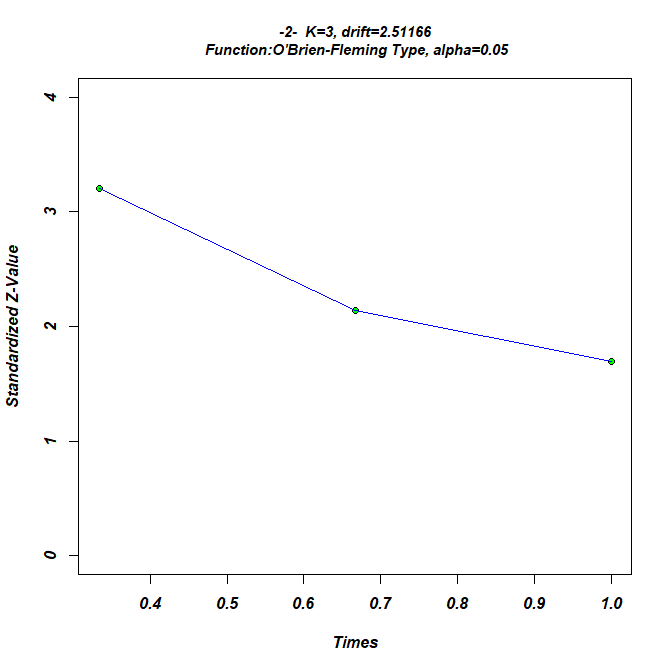 -2- K=3, drift=2.51166
Function:O'Brien-Fleming Type, alpha=0.05
4
3
2
1
0
Standardized Z-Value
0.4 0.5 0.6 0.7 0.8 0.9 1.0
Times